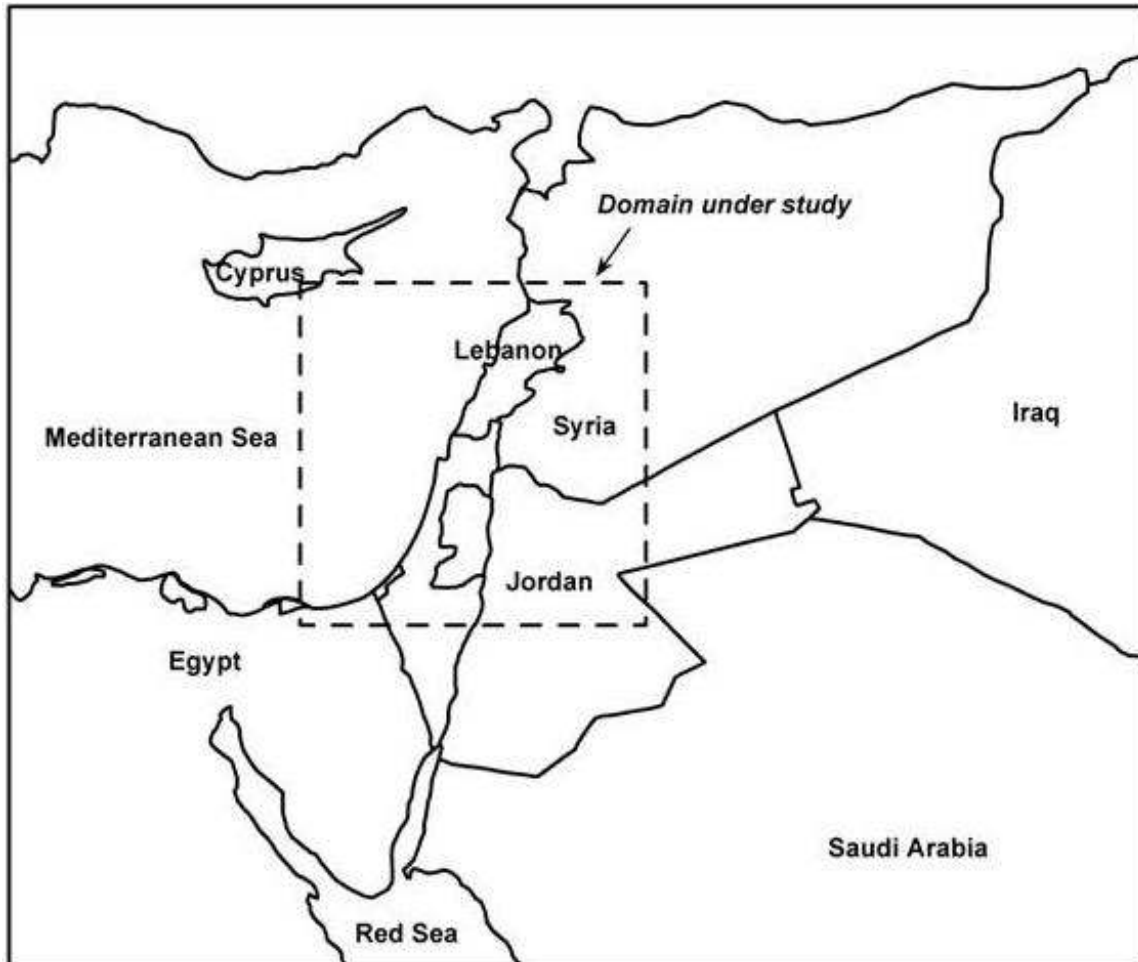 Domain under study
Cyprus
Lebanon
Iraq
Syria
Mediterranean Sea
Jordan
Egypt
Saudi Arabia
Red Sea